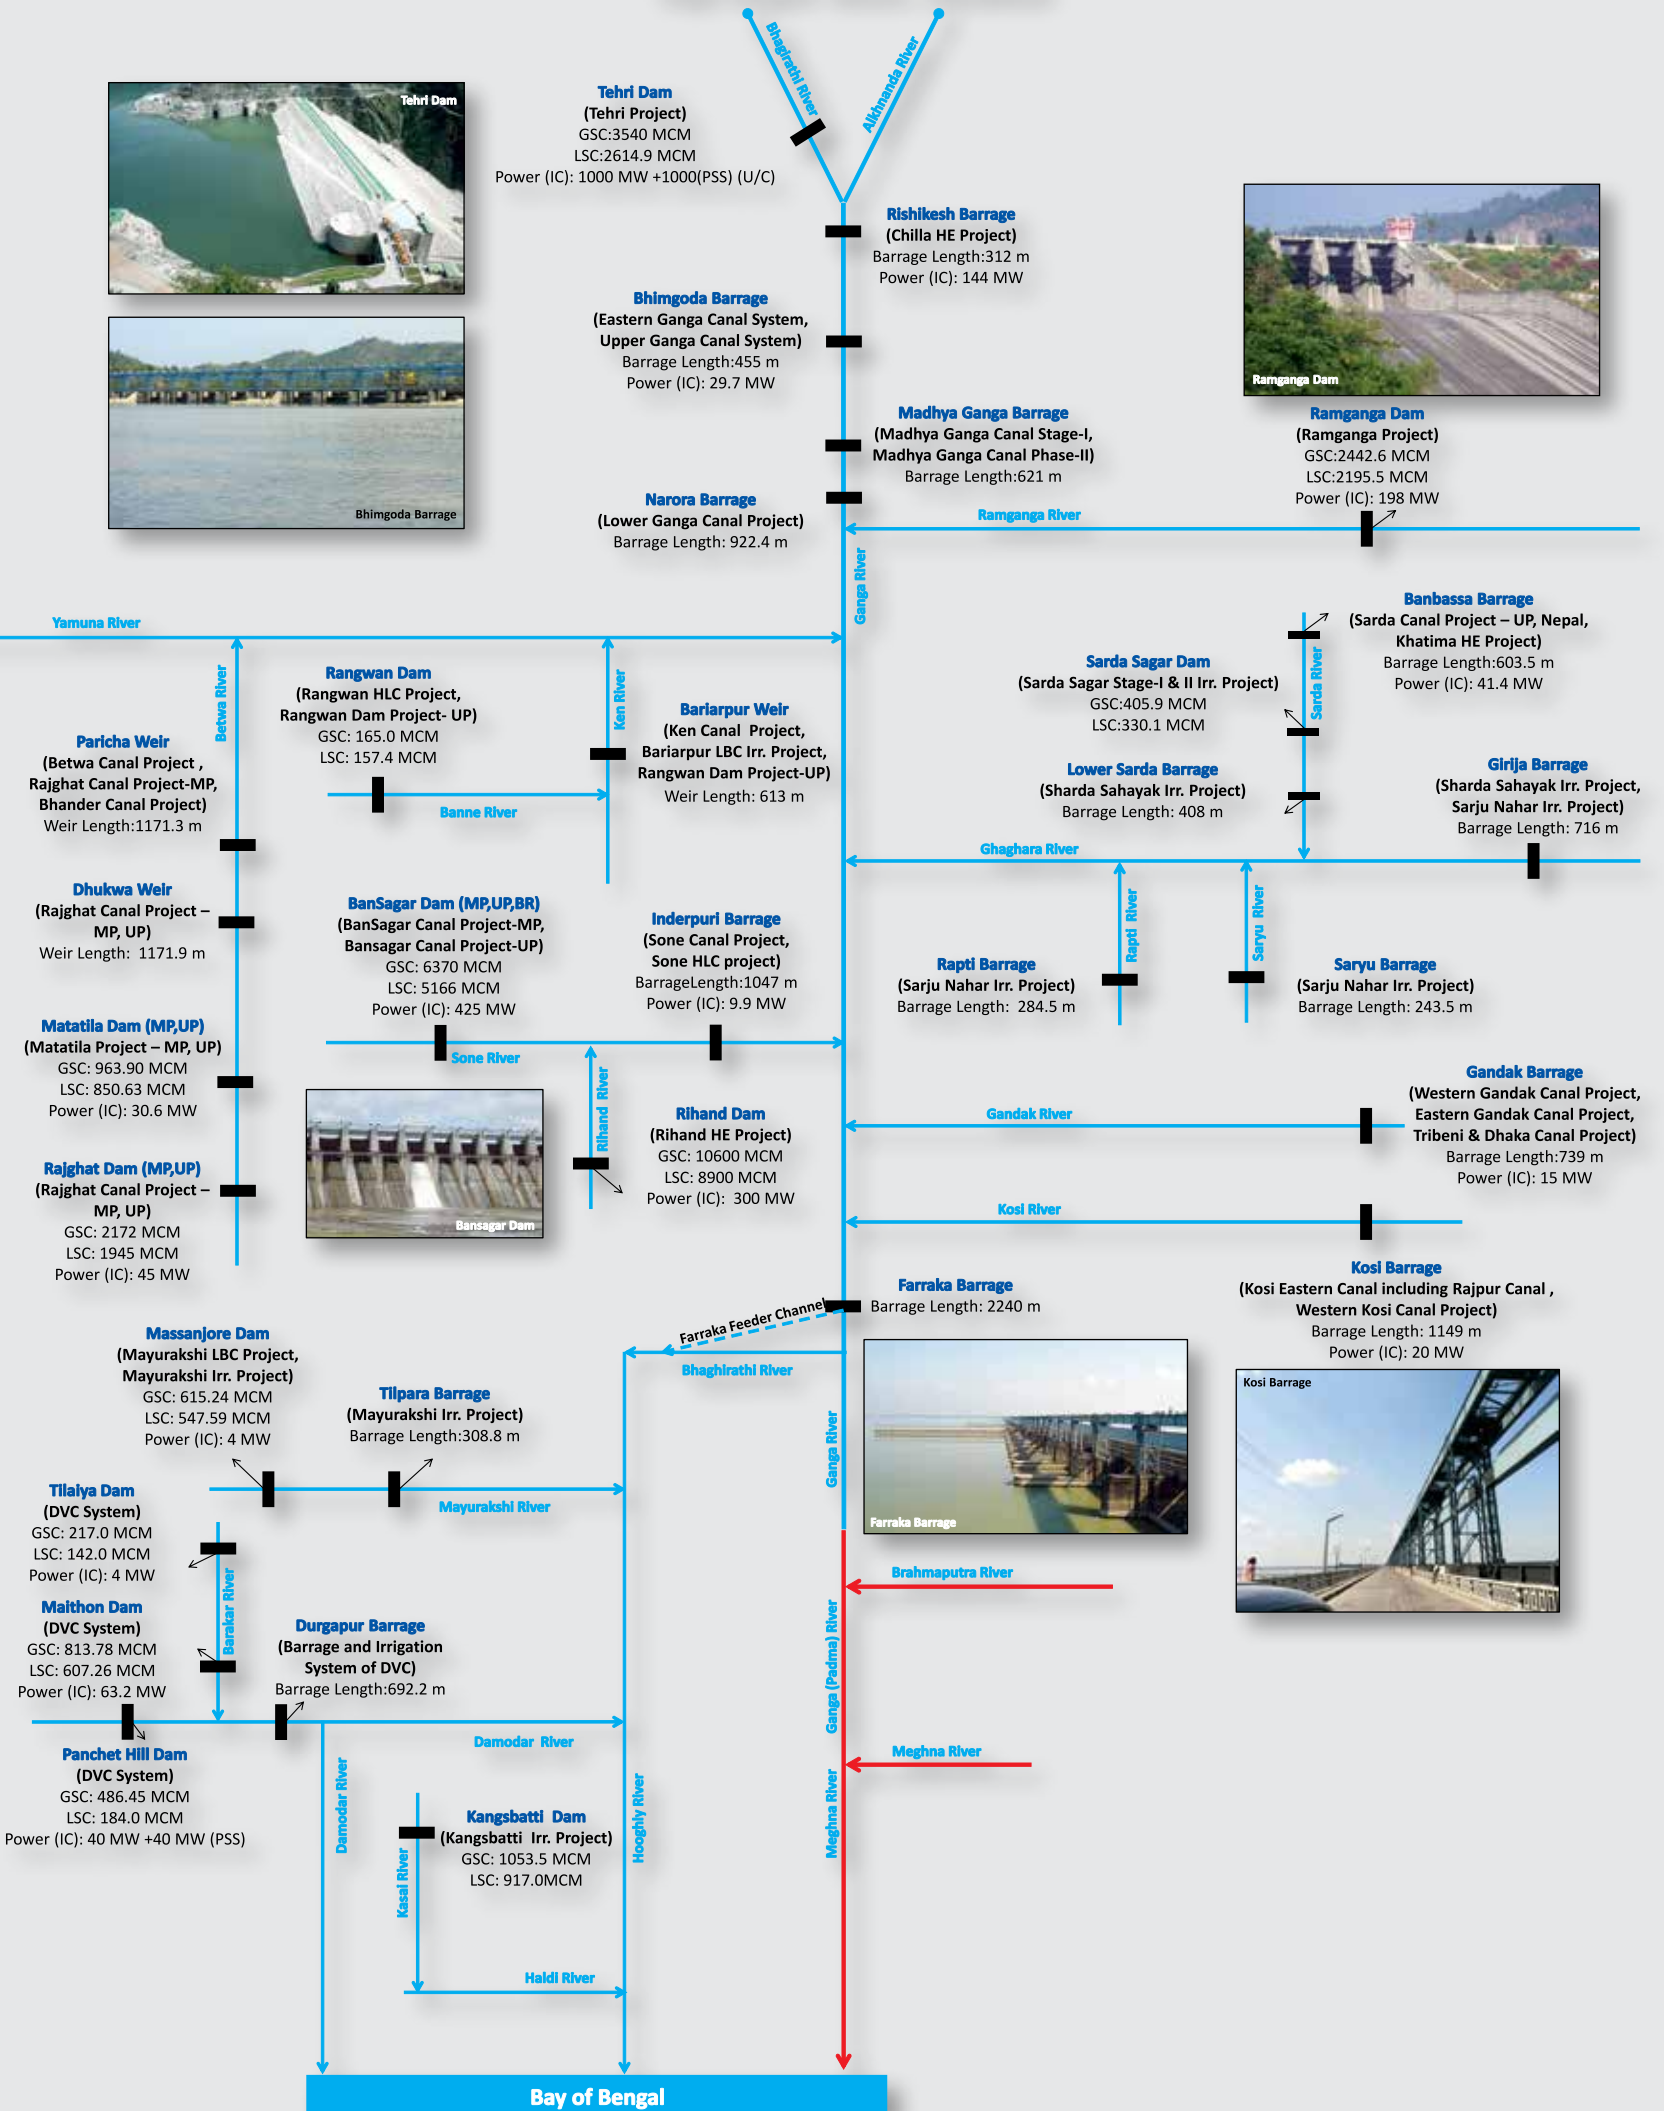 Bhagirathi River
Alkhnanda River
Tehri Dam
Tehri Dam
(Tehri Project)
GSC:3540 MCM
LSC:2614.9 MCM
Power (IC): 1000 MW +1000(PSS) (U/C)
Rishikesh Barrage
(Chilla HE Project)
Barrage Length:312 m
Power (IC): 144 MW
Bhimgoda Barrage
(Eastern Ganga Canal System,
Upper Ganga Canal System)
Barrage Length:455 m
Power (IC): 29.7 MW
Ramganga Dam
Bhimgoda Barrage
Madhya Ganga Barrage
(Madhya Ganga Canal Stage-I,
Madhya Ganga Canal Phase-II)
Barrage Length:621 m
Ramganga Dam
(Ramganga Project)
GSC:2442.6 MCM
LSC:2195.5 MCM
Power (IC): 198 MW
Narora Barrage
(Lower Ganga Canal Project)
Barrage Length: 922.4 m
Ramganga River
Ganga River
Yamuna River
Banbassa Barrage
(Sarda Canal Project – UP, Nepal,
Khatima HE Project)
Barrage Length:603.5 m
Power (IC): 41.4 MW
Sarda River
Sarda Sagar Dam
(Sarda Sagar Stage-I & II Irr. Project)
GSC:405.9 MCM
LSC:330.1 MCM
Betwa River
Rangwan Dam
(Rangwan HLC Project,
Rangwan Dam Project- UP)
GSC: 165.0 MCM
LSC: 157.4 MCM
Ken River
Bariarpur Weir
(Ken Canal Project,
Bariarpur LBC Irr. Project,
Rangwan Dam Project-UP)
Weir Length: 613 m
Banne River
Paricha Weir
(Betwa Canal Project ,
Rajghat Canal Project-MP,
Bhander Canal Project)
Weir Length:1171.3 m
Lower Sarda Barrage
(Sharda Sahayak Irr. Project)
Barrage Length: 408 m
Girija Barrage
(Sharda Sahayak Irr. Project,
Sarju Nahar Irr. Project)
Barrage Length: 716 m
Ghaghara River
Dhukwa Weir
(Rajghat Canal Project –
MP, UP)
Weir Length: 1171.9 m
BanSagar Dam (MP,UP,BR)
(BanSagar Canal Project-MP,
Bansagar Canal Project-UP)
GSC: 6370 MCM
LSC: 5166 MCM
Power (IC): 425 MW
Inderpuri Barrage
(Sone Canal Project,
Sone HLC project)
BarrageLength:1047 m
Power (IC): 9.9 MW
Rapti River
Saryu River
Rapti Barrage
(Sarju Nahar Irr. Project)
Barrage Length: 284.5 m
Saryu Barrage
(Sarju Nahar Irr. Project)
Barrage Length: 243.5 m
Sone River
Matatila Dam (MP,UP)
(Matatila Project – MP, UP)
GSC: 963.90 MCM
LSC: 850.63 MCM
Power (IC): 30.6 MW
Rihand River
Rihand Dam
(Rihand HE Project)
GSC: 10600 MCM
LSC: 8900 MCM
Power (IC): 300 MW
Gandak River
Gandak Barrage
(Western Gandak Canal Project,
Eastern Gandak Canal Project,
Tribeni & Dhaka Canal Project)
Barrage Length:739 m
Power (IC): 15 MW
Rajghat Dam (MP,UP)
(Rajghat Canal Project –
MP, UP)
GSC: 2172 MCM
LSC: 1945 MCM
Power (IC): 45 MW
Bansagar Dam
Kosi River
Kosi Barrage
(Kosi Eastern Canal including Rajpur Canal ,
Western Kosi Canal Project)
Barrage Length: 1149 m
Power (IC): 20 MW
Farraka Barrage
Barrage Length: 2240 m
Farraka Feeder Channel
Bhaghirathi River
Massanjore Dam
(Mayurakshi LBC Project,
Mayurakshi Irr. Project)
GSC: 615.24 MCM
LSC: 547.59 MCM
Power (IC): 4 MW
Tilpara Barrage
(Mayurakshi Irr. Project)
Barrage Length:308.8 m
Kosi Barrage
Ganga River
Mayurakshi River
Farraka Barrage
Tilaiya Dam
(DVC System)
GSC: 217.0 MCM
LSC: 142.0 MCM
Power (IC): 4 MW
Barakar River
Brahmaputra River
Maithon Dam
(DVC System)
GSC: 813.78 MCM
LSC: 607.26 MCM
Power (IC): 63.2 MW
Durgapur Barrage
(Barrage and Irrigation
System of DVC)
Barrage Length:692.2 m
Ganga (Padma) River
Damodar River
Panchet Hill Dam
(DVC System)
GSC: 486.45 MCM
LSC: 184.0 MCM
Power (IC): 40 MW +40 MW (PSS)
Meghna River
Damodar River
Kangsbatti Dam
(Kangsbatti Irr. Project)
GSC: 1053.5 MCM
LSC: 917.0MCM
Hooghly River
Meghna River
Kasai River
Haldi River
Bay of Bengal